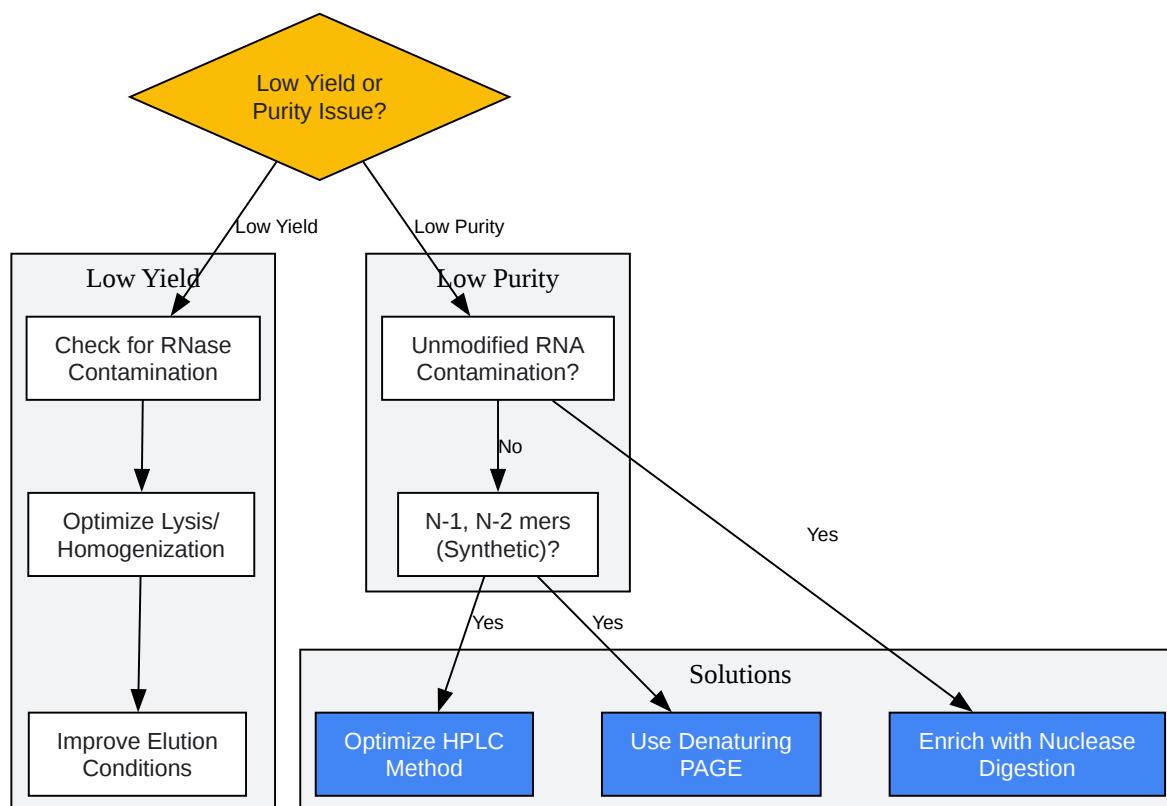 Low Yield or
Purity Issue?
Low Yield
Low Purity
Low Yield
Low Purity
Check for RNase
Contamination
Unmodified RNA
Contamination?
No
Optimize Lysis/
Homogenization
N-1, N-2 mers
(Synthetic)?
Yes
Yes
Yes
Solutions
Improve Elution
Conditions
Optimize HPLC
Method
Use Denaturing
PAGE
Enrich with Nuclease
Digestion